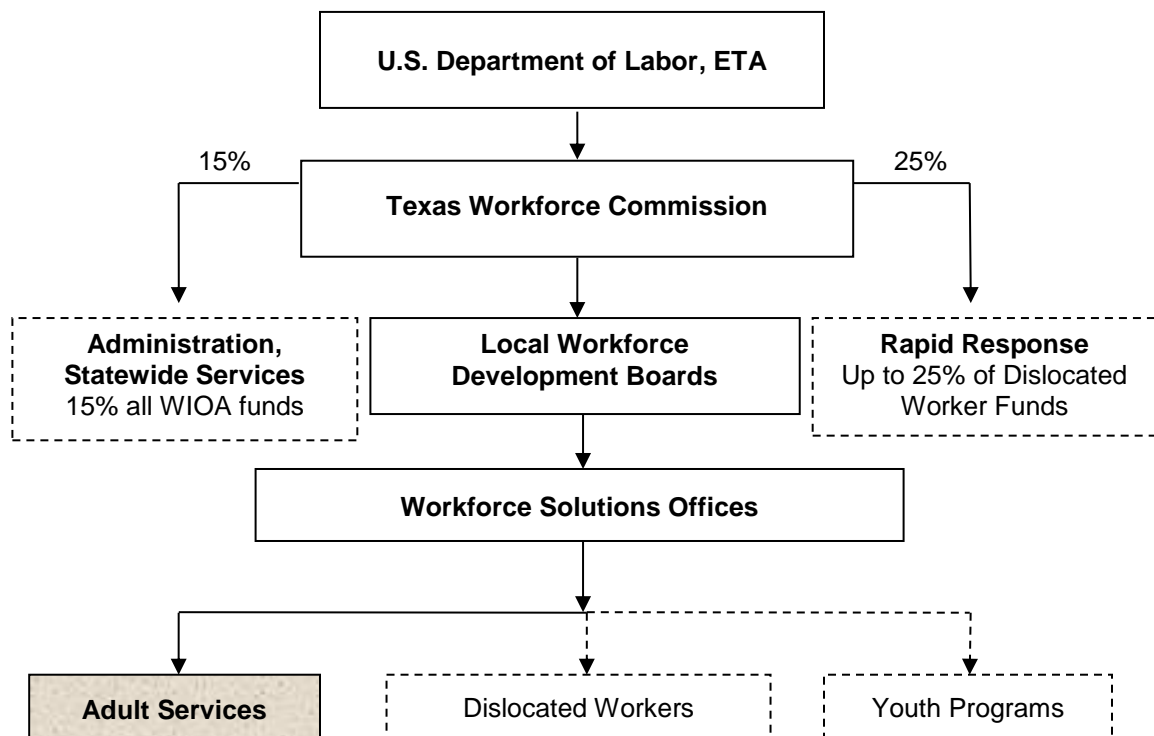 U.S. Department of Labor, ETA
15%
25%
Texas Workforce Commission
Administration,
Statewide Services
15% all WIOA funds
Local Workforce
Development Boards
Rapid Response
Up to 25% of Dislocated
Worker Funds
Workforce Solutions Offices
Adult Services
Dislocated Workers
Youth Programs